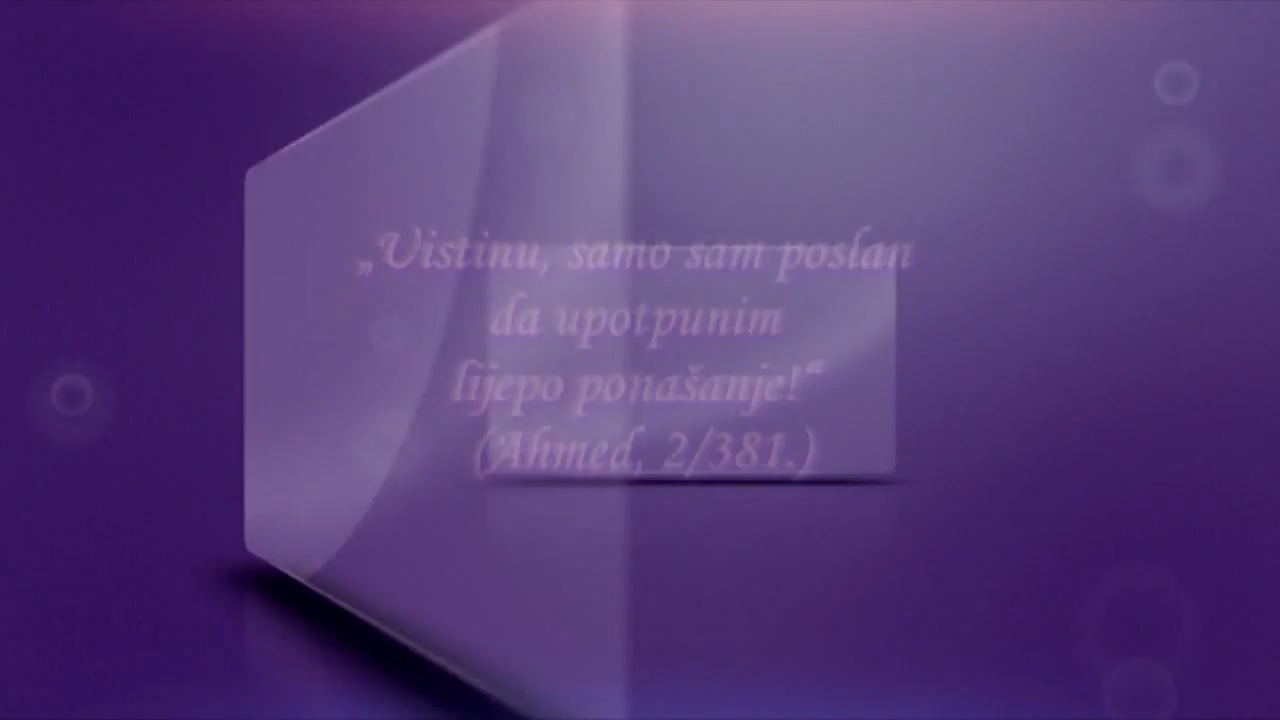 „Uistinu, samo sam poslan
da upotpunim
lijepo ponašanje!“
(Ahmed, 2/381.)